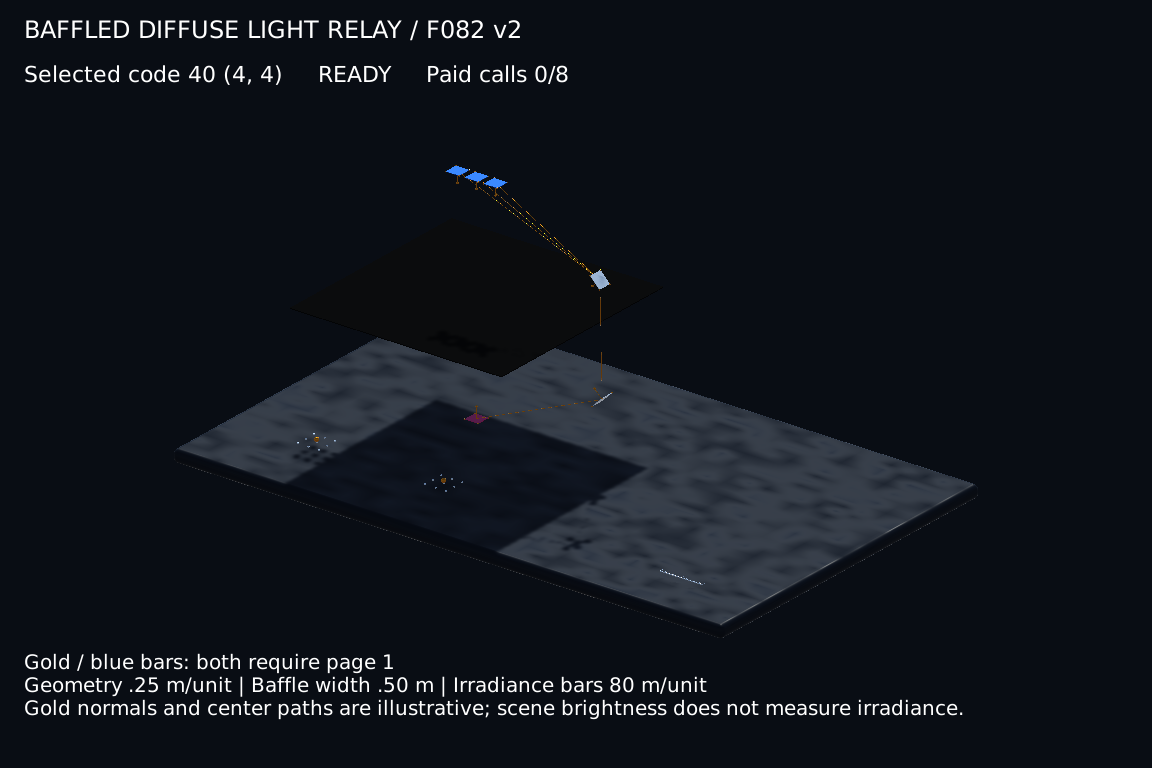 BAFFLED DIFFUSE LIGHT RELAY / F082 v2
Selected code 40 (4, 4) READY Paid calls 0/8
Gold / blue bars: both require page 1
Geometry .25 m/unit | Baffle width .50 m | Irradiance bars 80 m/unit
Gold normals and center paths are illustrative; scene brightness does not measure irradiance.